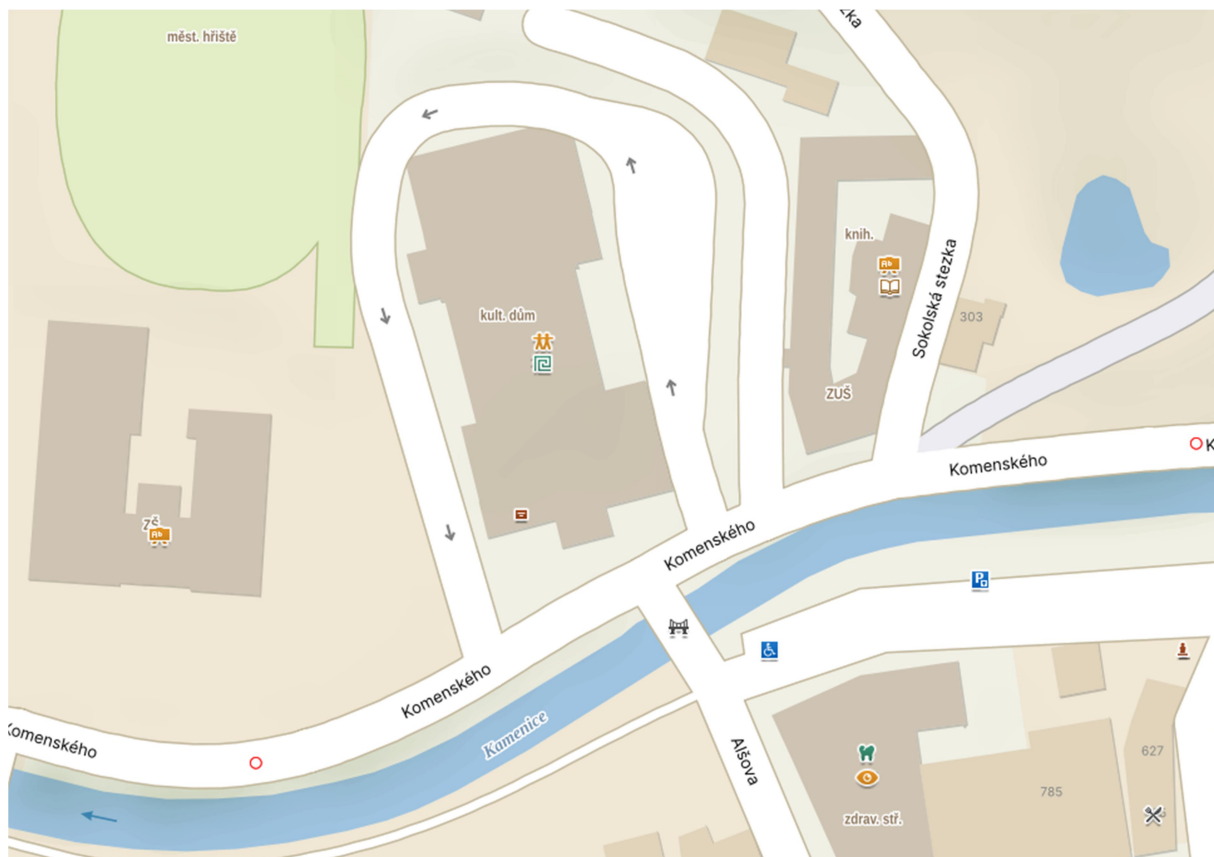 měst. hřiště
knih.
Sokolská stezka
kult. dům
303
ZUŠ
Komenského
Komenského
ZŠ
Komenského
Komenského
Kamenice
Alšova
627
785
zdrav. stř.